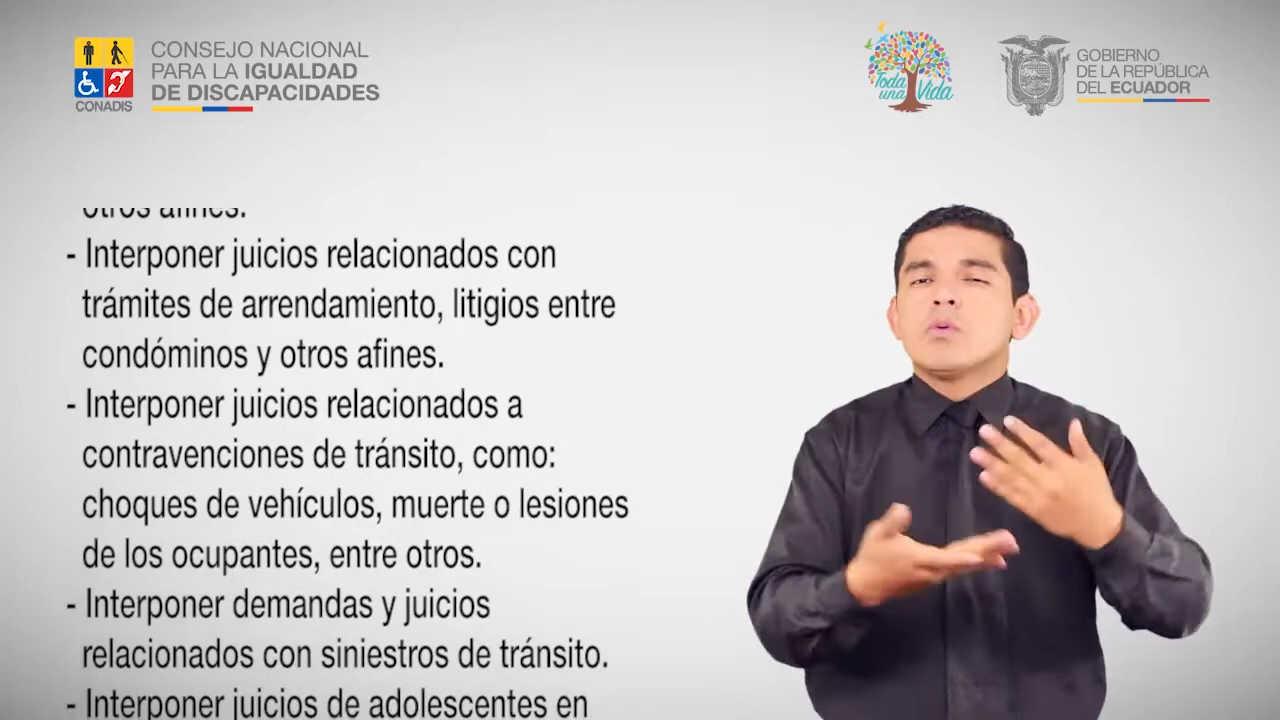 CONSEJO NACIONAL
PARA LA IGUALDAD
DE DISCAPACIDADES
CONADIS
Toda
una Vida
GOBIERNO
DE LA REPÚBLICA
DEL ECUADOR
otros afines.
- Interponer juicios relacionados con
trámites de arrendamiento, litigios entre
condóminos y otros afines.
- Interponer juicios relacionados a
contravenciones de tránsito, como:
choques de vehículos, muerte o lesiones
de los ocupantes, entre otros.
- Interponer demandas y juicios
relacionados con siniestros de tránsito.
- Interponer juicios de adolescentes en